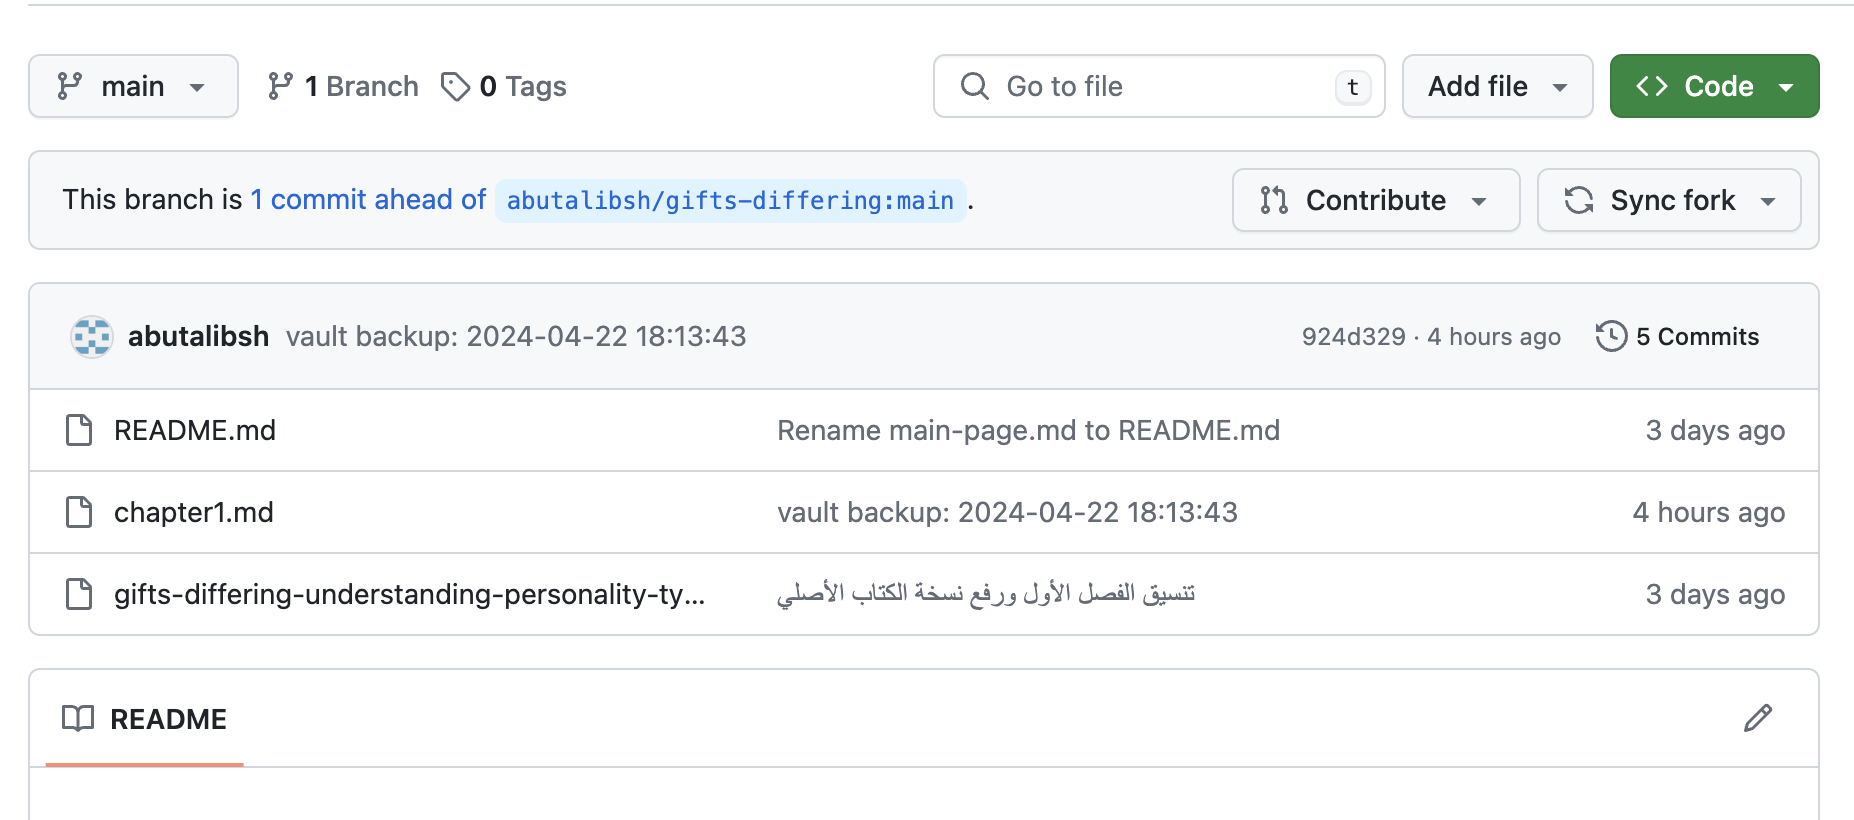 main 1 Branch 0 Tags Go to file t Add file Code
This branch is 1 commit ahead of abutalibsh/gifts-differing:main . Contribute Sync fork
abutalibsh vault backup: 2024-04-22 18:13:43 924d329 · 4 hours ago 5 Commits
README.md Rename main-page.md to README.md 3 days ago
chapter1.md vault backup: 2024-04-22 18:13:43 4 hours ago
gifts-differing-understanding-personality-ty... تنسيق الفصل الأول ورفع نسخة الكتاب الأصلي 3 days ago
README